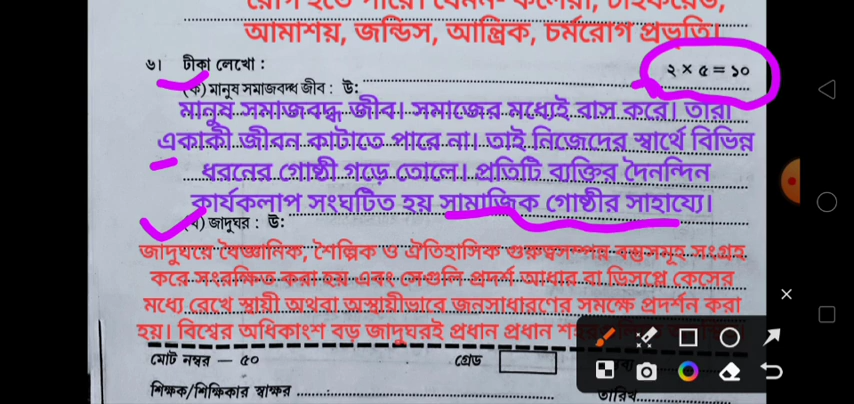 রোগ হতে পারে। যেমন- কলেরা, টাইফয়েড,
আমাশয়, জন্ডিস, আন্ত্রিক, চর্মরোগ প্রভৃতি।
৬। টীকা লেখো : ২ × ৫ = ১০
(ক) মানুষ সমাজবদ্ধ জীব : উ:
মানুষ সমাজবদ্ধ জীব। সমাজের মধ্যেই বাস করে। তারা
একাকী জীবন কাটাতে পারে না। তাই নিজেদের স্বার্থে বিভিন্ন
ধরনের গোষ্ঠী গড়ে তোলে। প্রতিটি ব্যক্তির দৈনন্দিন
কার্যকলাপ সংঘটিত হয় সামাজিক গোষ্ঠীর সাহায্যে।
(খ) জাদুঘর : উ:
জাদুঘরে বৈজ্ঞানিক, শৈল্পিক ও ঐতিহাসিক গুরুত্বসম্পন্ন বস্তুসমূহ সংগ্রহ
করে সংরক্ষিত করা হয় এবং সেগুলি প্রদর্শ আধার বা ডিসপ্লে কেসের
মধ্যে রেখে স্থায়ী অথবা অস্থায়ীভাবে জনসাধারণের সমক্ষে প্রদর্শন করা
হয়। বিশ্বের অধিকাংশ বড় জাদুঘরই প্রধান প্রধান
মোট নম্বর — ৫০ গ্রেড
শিক্ষক/শিক্ষিকার স্বাক্ষর তারিখ